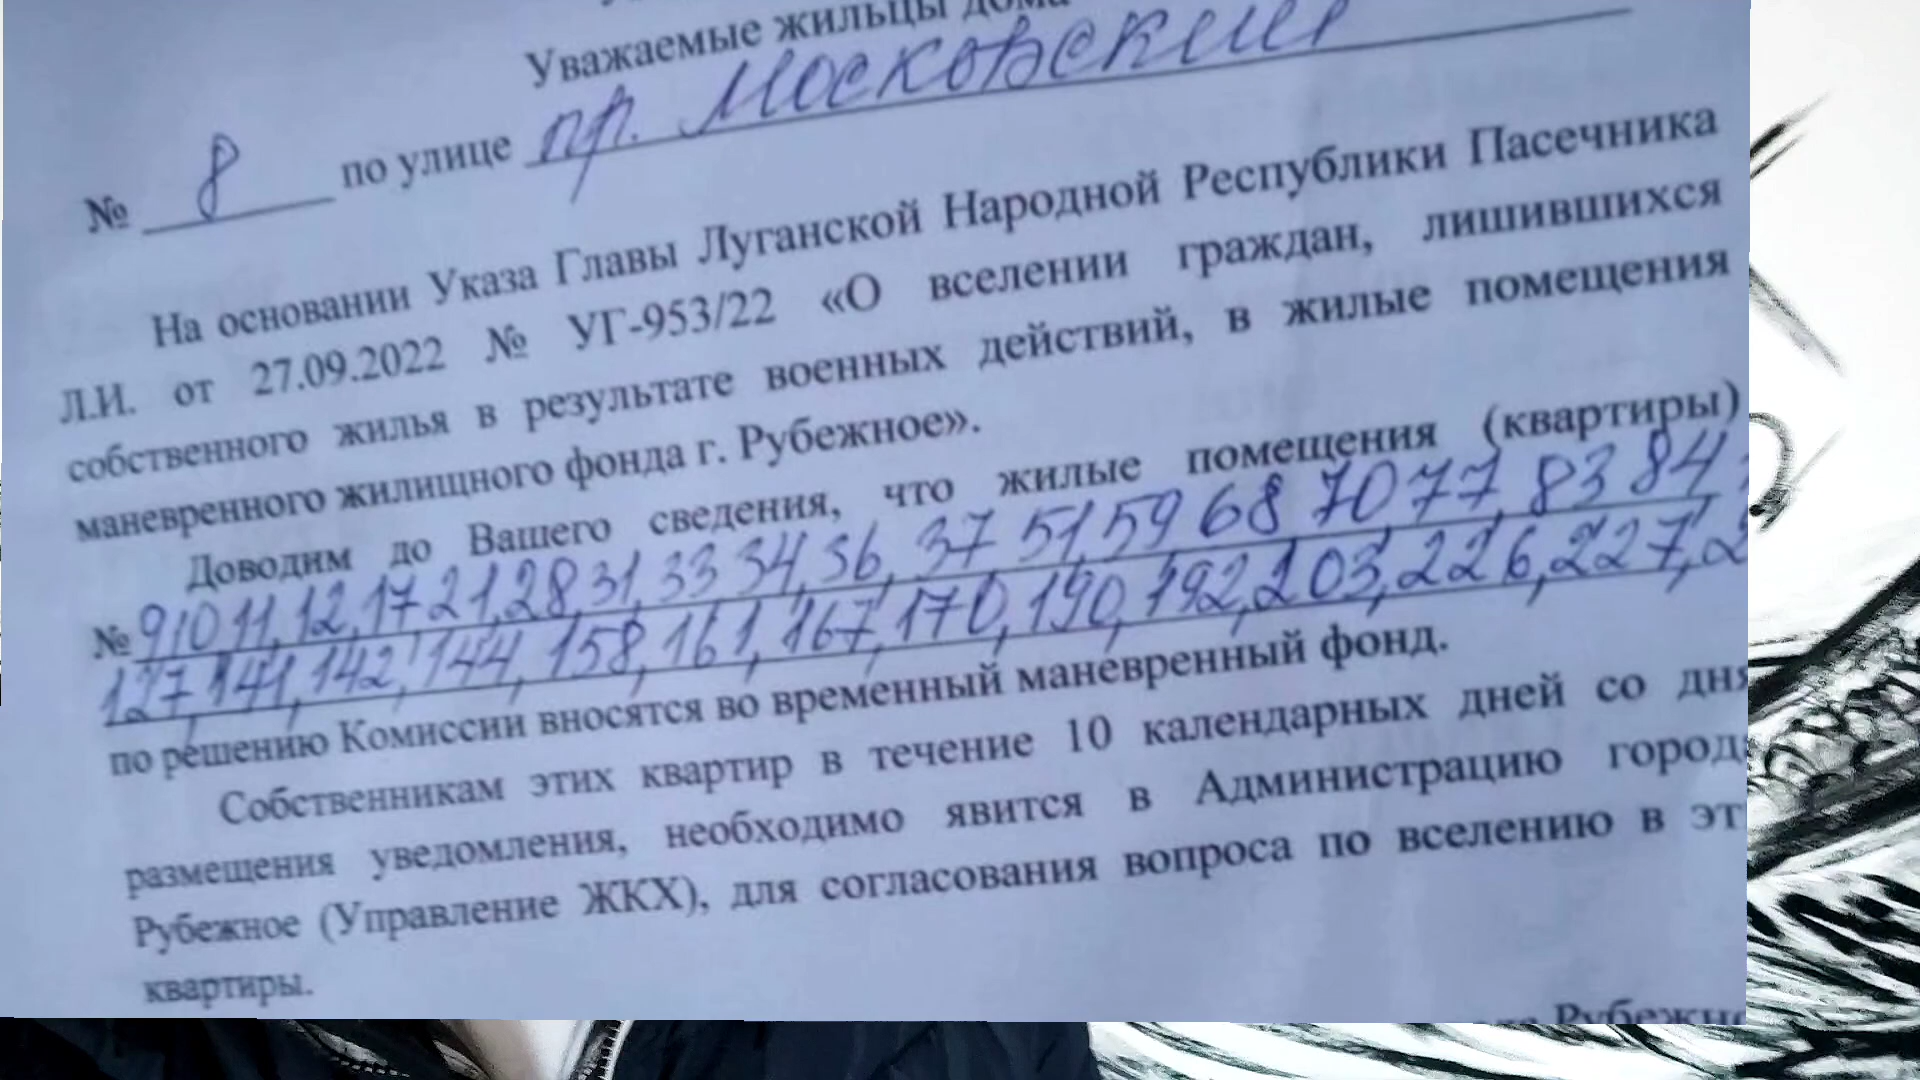 Уважаемые жильцы дома
№ 8 по улице пр. Московский
На основании Указа Главы Луганской Народной Республики Пасечника
Л.И. от 27.09.2022 № УГ-953/22 «О вселении граждан, лишившихся
собственного жилья в результате военных действий, в жилые помещения
маневренного жилищного фонда г. Рубежное».
Доводим до Вашего сведения, что жилые помещения (квартиры)
№ 9,10 11, 12, 17 21, 28, 31, 33 34, 36, 37 51, 59 68 70, 77, 83 84
127, 141, 142, 144, 158, 161, 167, 170, 190, 192, 203, 226, 227,
по решению Комиссии вносятся во временный маневренный фонд.
Собственникам этих квартир в течение 10 календарных дней со дня
размещения уведомления, необходимо явится в Администрацию город
Рубежное (Управление ЖКХ), для согласования вопроса по вселению в эт
квартиры.
Рубежн